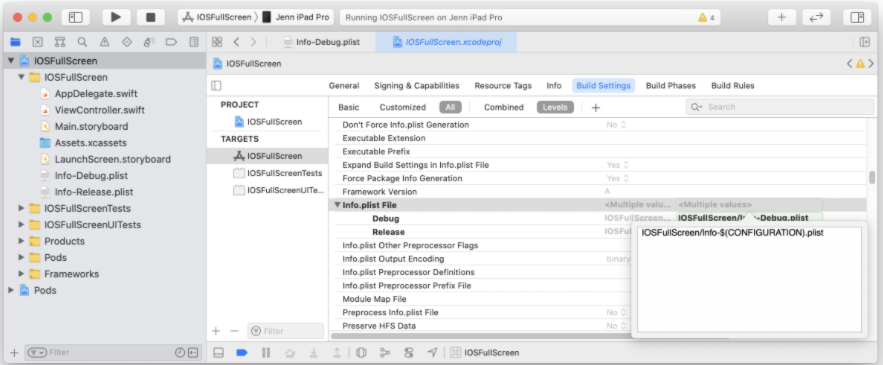 IOSFullScreen Jenn iPad Pro
Running IOSFullScreen on Jenn iPad Pro
4
Info-Debug.plist
IOSFullScreen.xcodeproj
IOSFullScreen
IOSFullScreen
AppDelegate.swift
ViewController.swift
Main.storyboard
Assets.xcassets
LaunchScreen.storyboard
Info-Debug.plist
Info-Release.plist
IOSFullScreenTests
IOSFullScreenUITests
Products
Pods
Frameworks
Pods
Filter
IOSFullScreen
General Signing & Capabilities Resource Tags Info Build Settings Build Phases Build Rules
PROJECT
IOSFullScreen
TARGETS
IOSFullScreen
IOSFullScreenTests
IOSFullScreenUITe...
Filter
Basic Customized All Combined Levels + Search
Don't Force Info.plist Generation No
Executable Extension
Executable Prefix
Expand Build Settings in Info.plist File Yes
Force Package Info Generation Yes
Framework Version A
Info.plist File <Multiple valu... <Multiple values>
Debug IOSFullScreen... IOSFullScreen/I -Debug.plist
Release IOSFu
Info.plist Other Preprocessor Flags
Info.plist Output Encoding binary
Info.plist Preprocessor Definitions
Info.plist Preprocessor Prefix File
Module Map File
Preprocess Info.plist File No
Preserve HFS Data No
IOSFullScreen/Info-$(CONFIGURATION).plist
IOSFullScreen